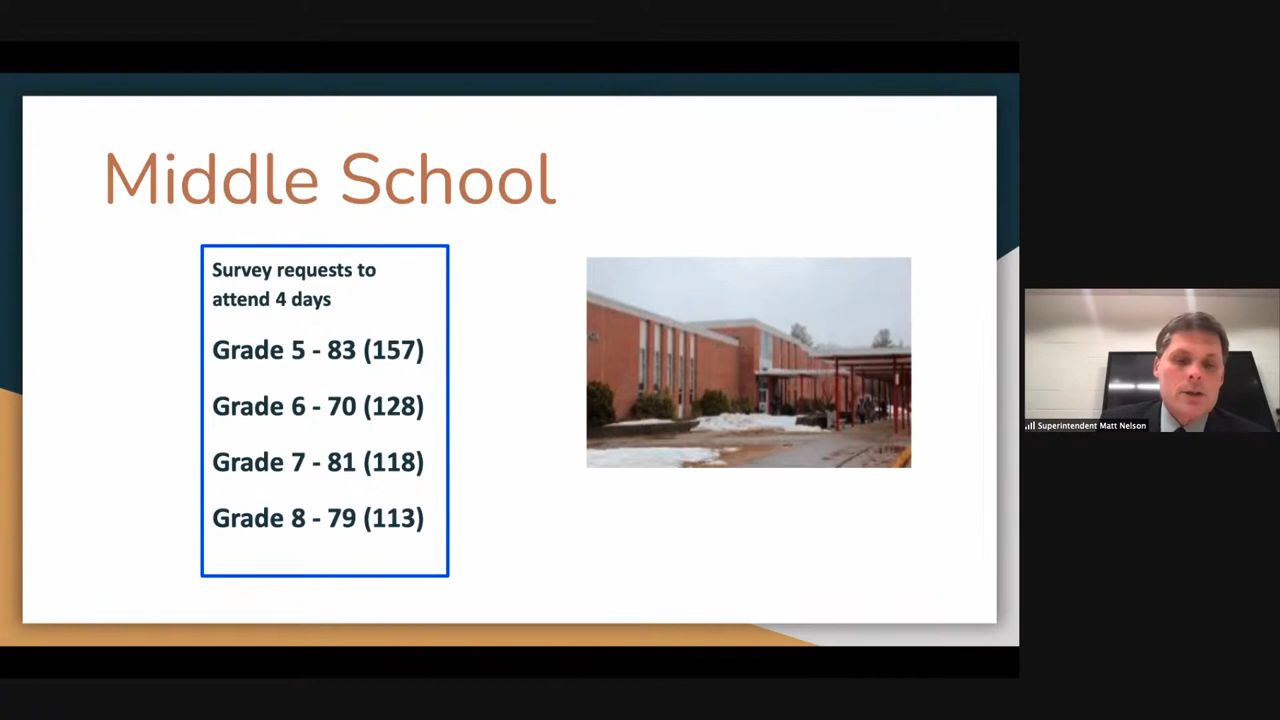 Middle School
Survey requests to
attend 4 days
Grade 5 - 83 (157)
Grade 6 - 70 (128)
Grade 7 - 81 (118)
Grade 8 - 79 (113)
Superintendent Matt Nelson